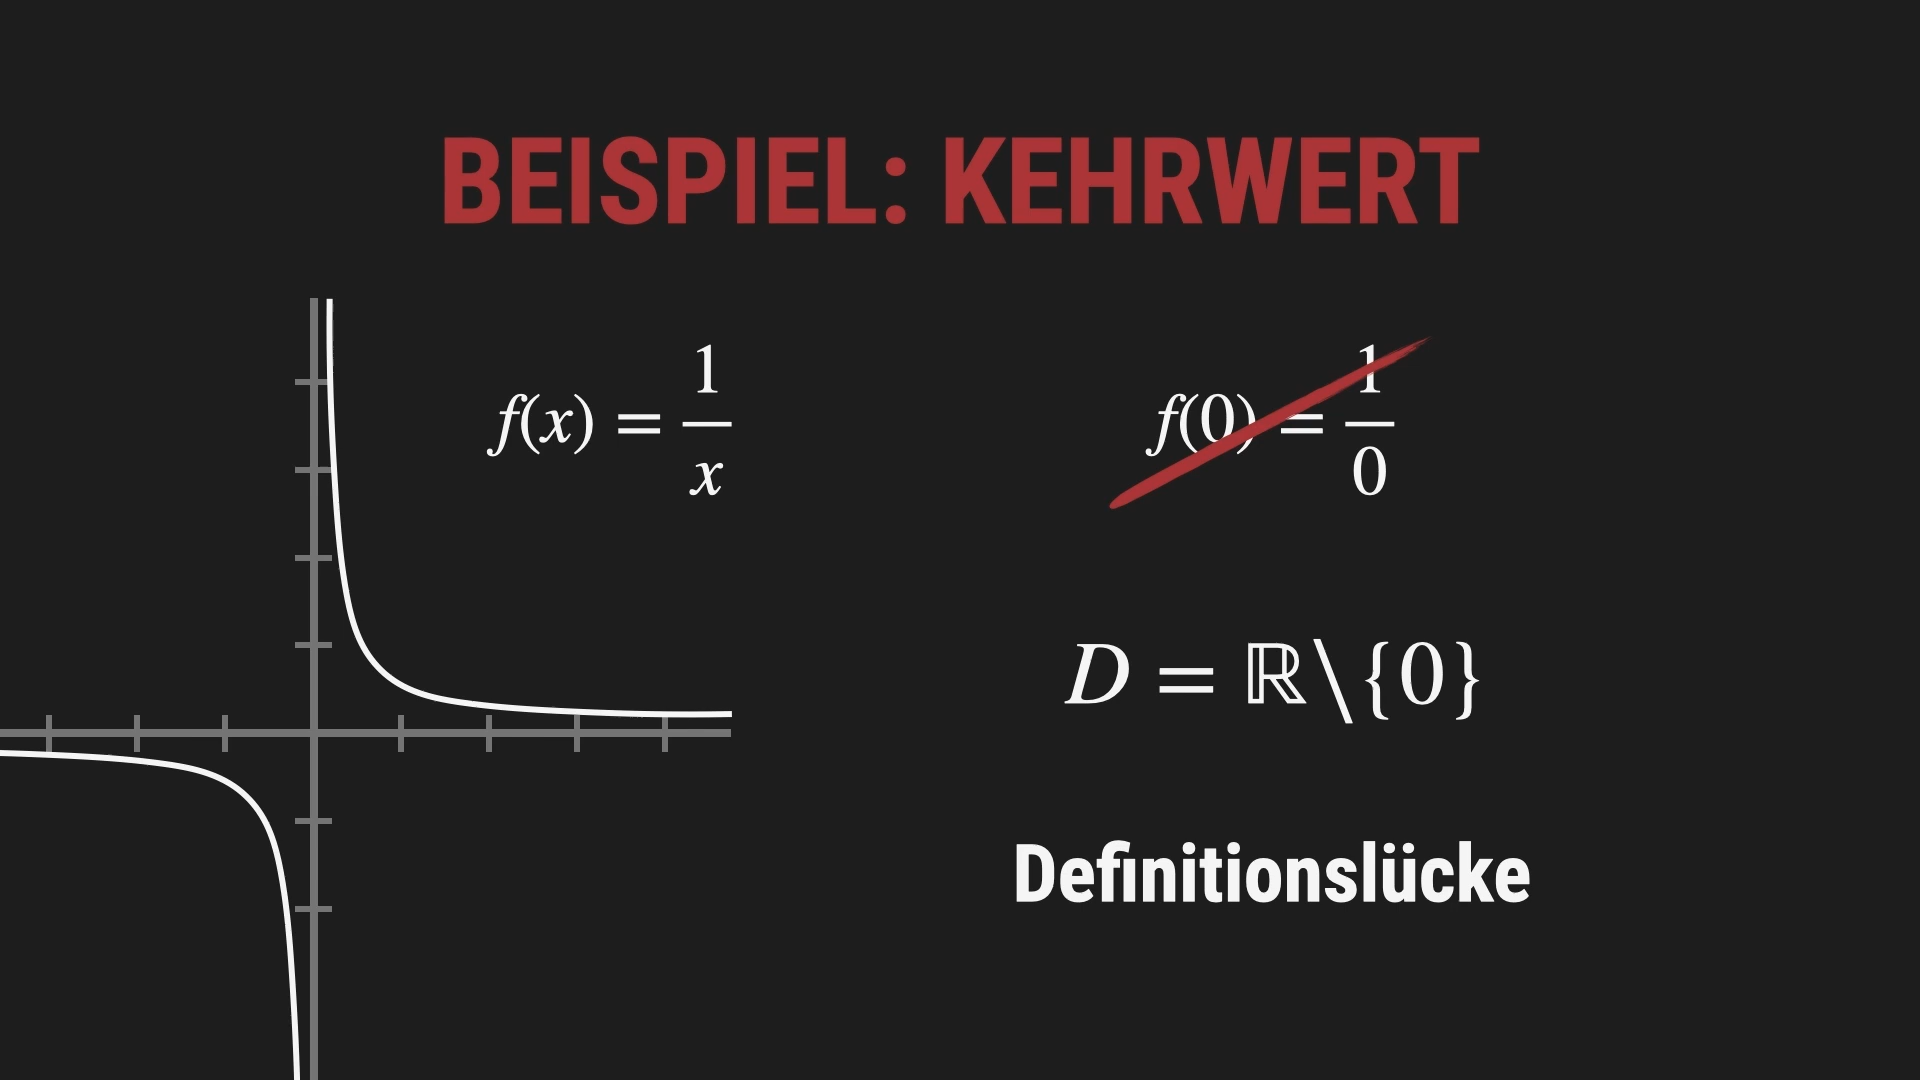 BEISPIEL: KEHRWERT
f(x) = 1/x
f(0) = 1/0
D = ℝ\{0}
Definitionslücke